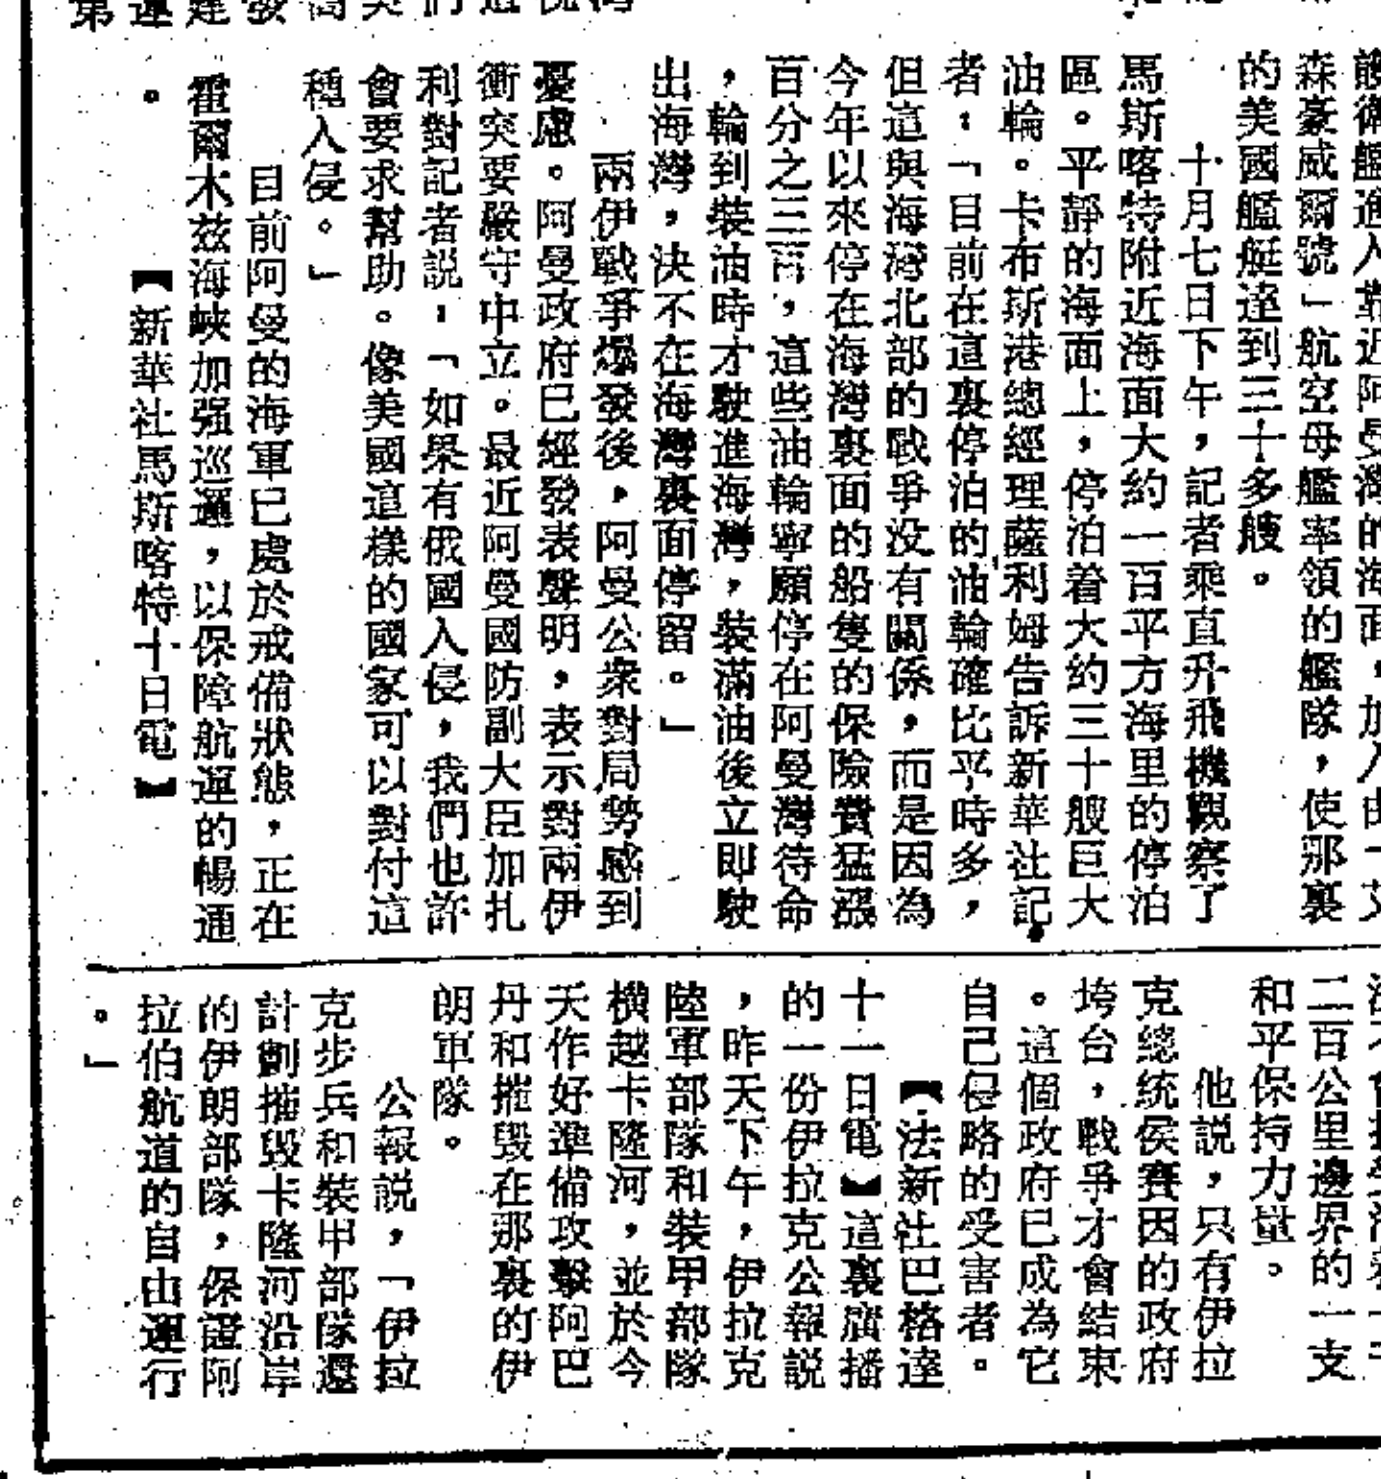 森豪威爾號」航空母艦率領的艦隊，使那裏
的美國艦艇達到三十多艘。
十月七日下午，記者乘直升飛機觀察了
馬斯喀特附近海面大約一百平方海里的停泊
區。平靜的海面上，停泊着大約三十艘巨大
油輪。卡布斯港總經理薩利姆告訴新華社記
者：「目前在這裏停泊的油輪確比平時多，
但這與海灣北部的戰爭没有關係，而是因為
今年以來停在海灣裏面的船隻的保險費猛漲
百分之三百，這些油輪寧願停在阿曼灣待命
，輪到裝油時才駛進海灣，裝滿油後立即駛
出海灣，決不在海灣裏面停留。」
兩伊戰爭爆發後，阿曼公衆對局勢感到
憂慮。阿曼政府已經發表聲明，表示對兩伊
衝突要嚴守中立。最近阿曼國防副大臣加扎
利對記者説，「如果有俄國入侵，我們也許
會要求幫助。像美國這樣的國家可以對付這
種入侵。」
目前阿曼的海軍已處於戒備狀態，正在
霍爾木茲海峽加强巡邏，以保障航運的暢通
。
【新華社馬斯喀特十日電】
二百公里邊界的一支
和平保持力量。
他説，只有伊拉
克總統侯賽因的政府
垮台，戰爭才會結束
。這個政府已成為它
自己侵略的受害者。
【法新社巴格達
十一日電】這裏廣播
的一份伊拉克公報説
，昨天下午，伊拉克
陸軍部隊和裝甲部隊
橫越卡隆河，並於今
天作好準備攻擊阿巴
丹和摧毀在那裏的伊
朗軍隊。
公報説，「伊拉
克步兵和裝甲部隊還
計劃摧毀卡隆河沿岸
的伊朗部隊，保證阿
拉伯航道的自由運行
。」